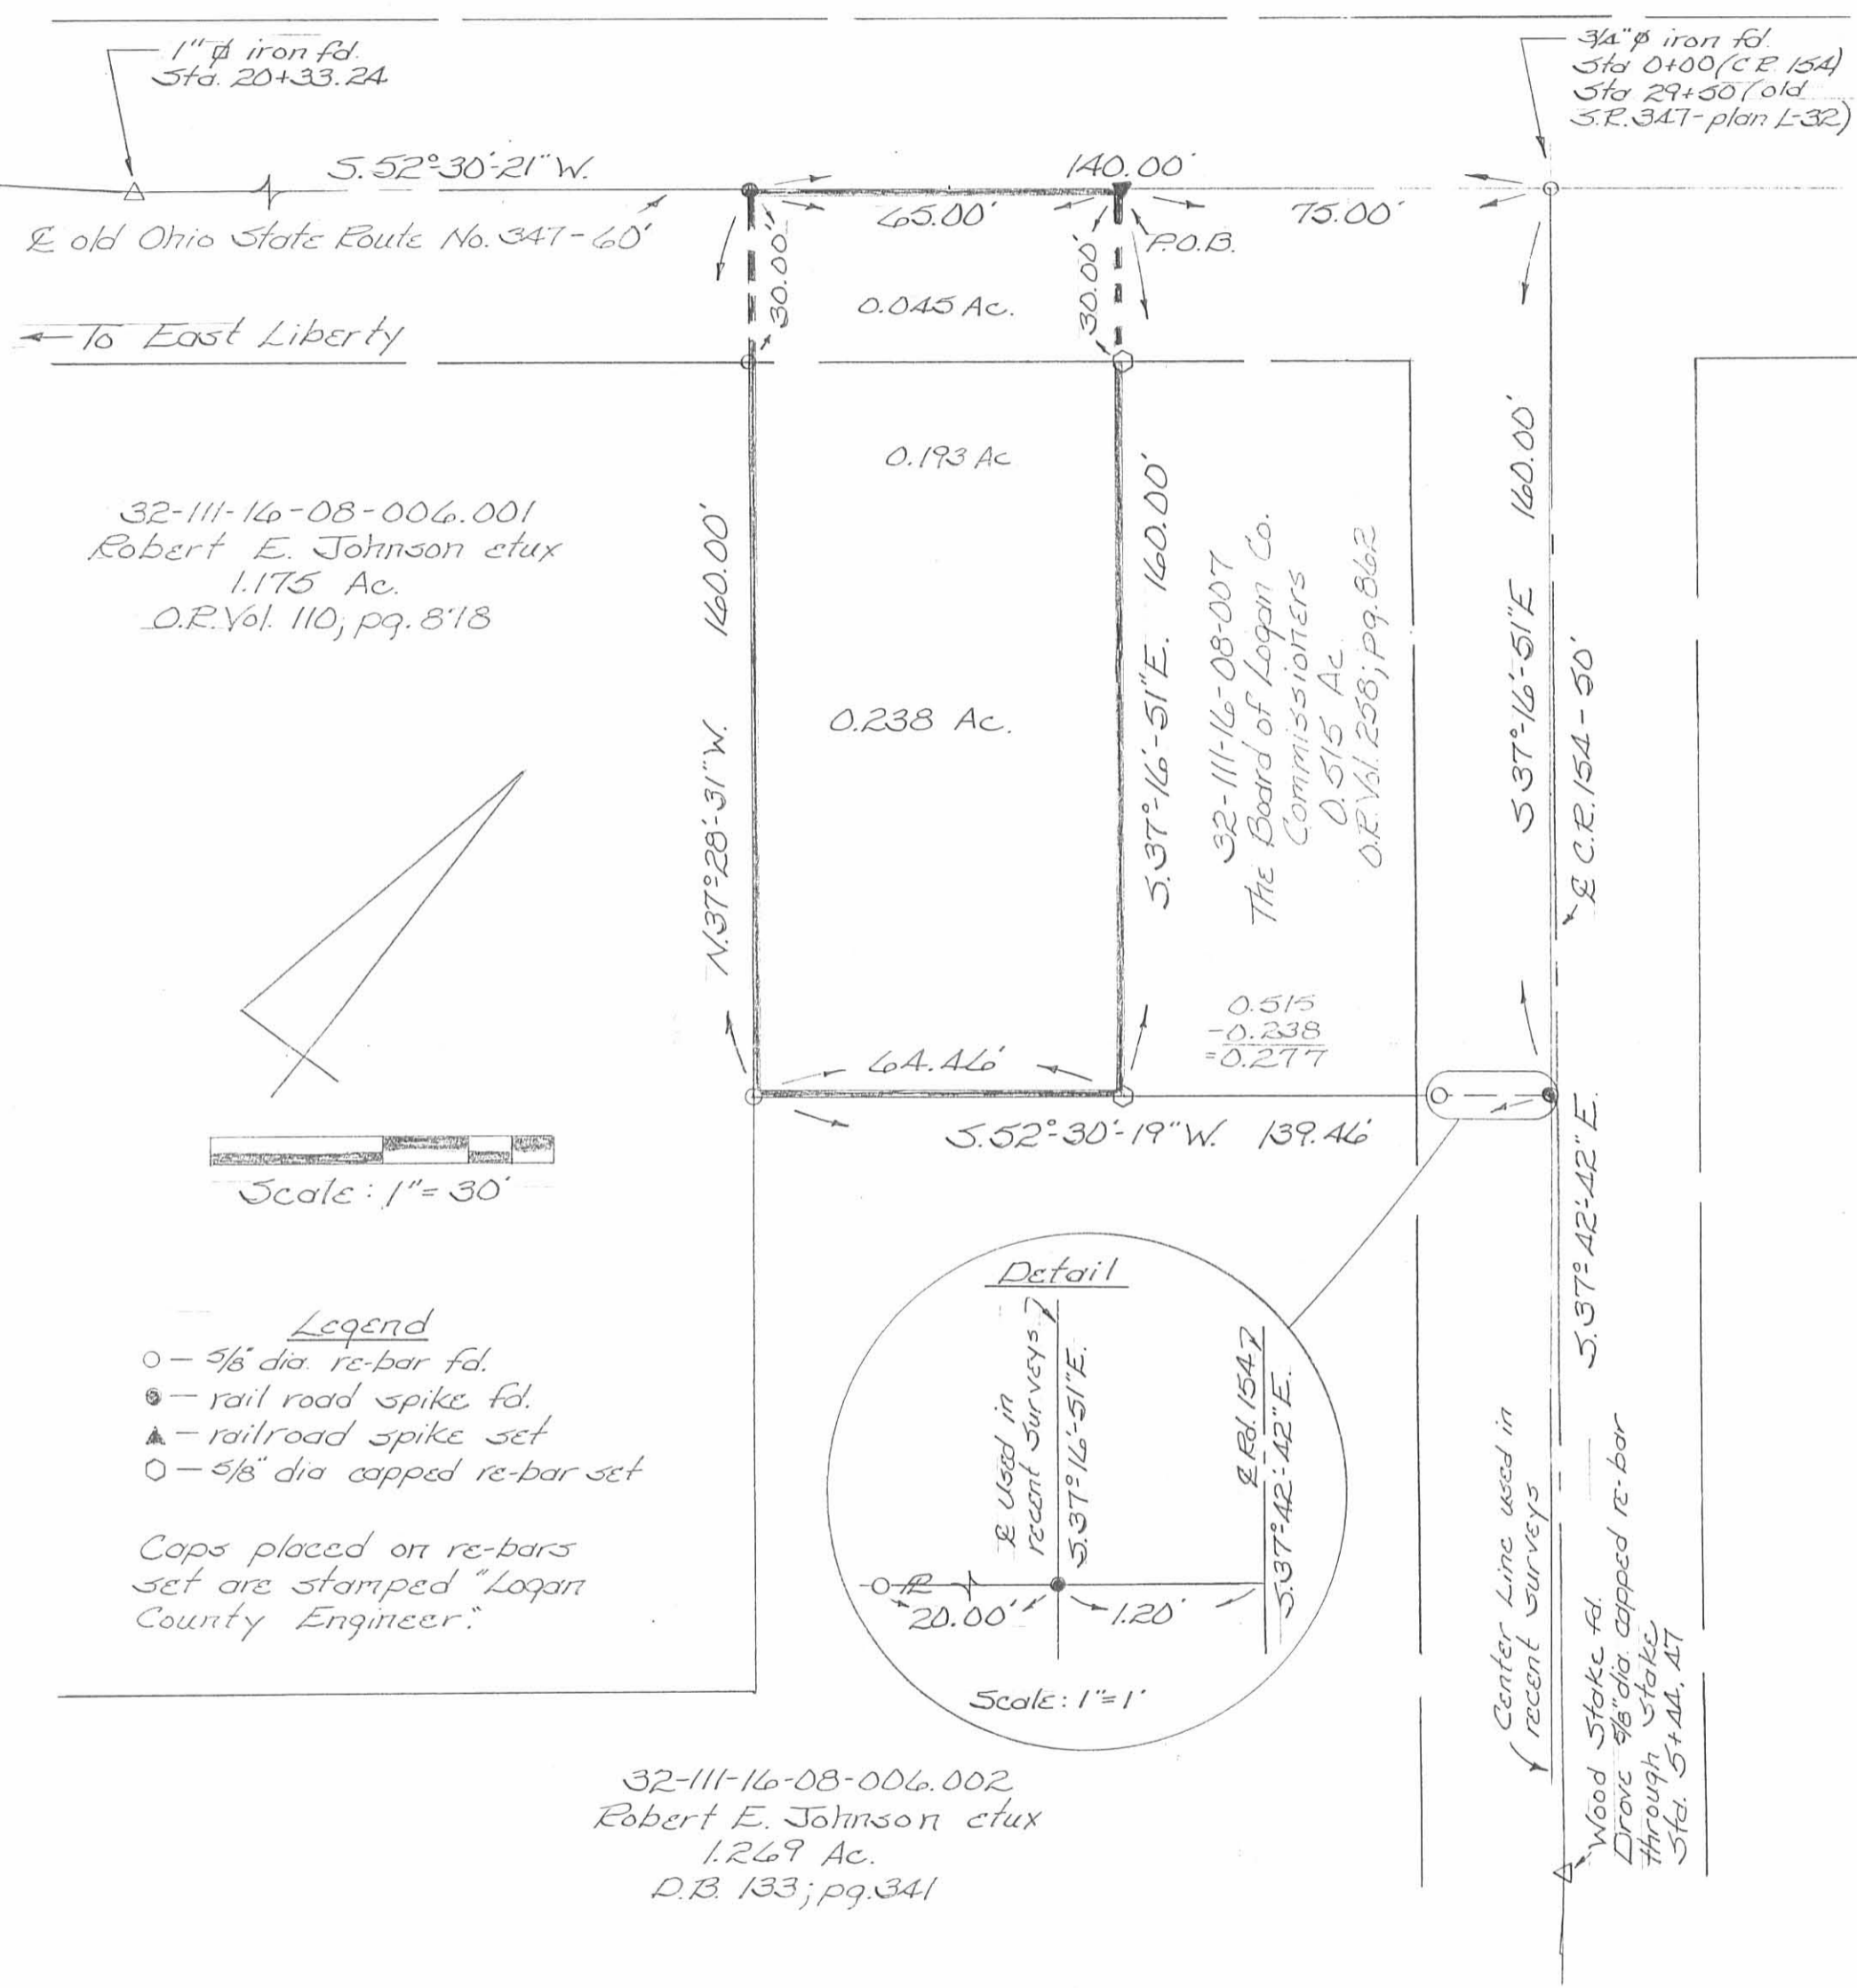 1" ⌀ iron fd.
Sta. 20+33.24
3/4" ⌀ iron fd.
Sta 0+00 (C.R. 154)
Sta 29+50 (old
S.R. 347-plan L-32)
S.52°-30'-21" W.
140.00'
65.00'
75.00'
℄ old Ohio State Route No. 347-60'
P.O.B.
30.00'
30.00'
0.045 Ac.
To East Liberty
0.193 Ac
32-111-16-08-006.001
Robert E. Johnson etux
1.175 Ac.
O.R. Vol. 110; pg. 818
N.37°-28'-31" W. 160.00'
S.37°-16'-51" E. 160.00'
32-111-16-08-007
The Board of Logan Co.
Commissioners
0.515 Ac.
O.R. Vol. 258; pg. 862
S 37°-16'-51" E 160.00'
℄ C.R. 154-50'
0.238 Ac.
0.515
-0.238
=0.277
64.46'
S.52°-30'-19" W. 139.46'
S.37°-42'-42" E.
Scale: 1"= 30'
Legend
5/8" dia. re-bar fd.
rail road spike fd.
railroad spike set
5/8" dia capped re-bar set
Caps placed on re-bars
set are stamped "Logan
County Engineer."
Detail
℄ Used in
recent Surveys
S.37°-16'-51" E.
℄ Rd. 154
S.37°-42'-42" E.
20.00'
1.20'
Scale: 1"=1'
Center Line used in
recent surveys
Wood Stake fd.
Drove 5/8" dia. capped re-bar
through stake
Sta. 5+44.47
32-111-16-08-006.002
Robert E. Johnson etux
1.269 Ac.
D.B. 133; pg. 341